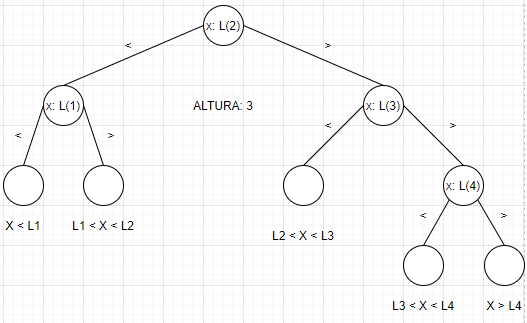 x: L(2)
< >
x: L(1) ALTURA: 3 x: L(3)
< > < >
x: L(4)
X < L1 L1 < X < L2 L2 < X < L3
< >
L3 < X < L4 X > L4